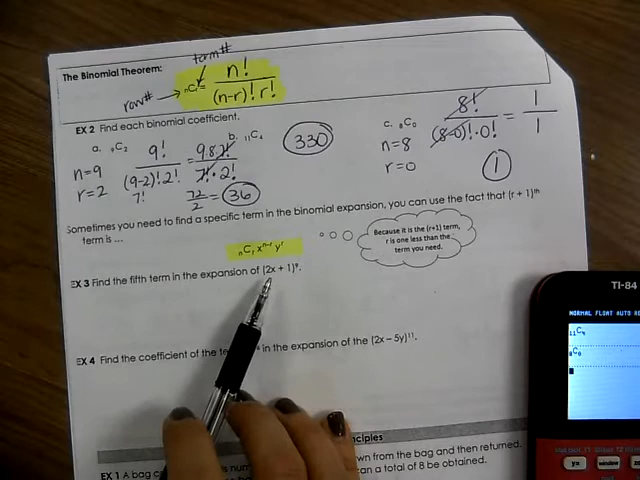 term#
The Binomial Theorem:
row# → nCr = n! / (n-r)! r!
EX 2 Find each binomial coefficient.
a. ₉C₂
n=9
r=2
9! / (9-2)! 2! = 9·8·7! / 7!·2!
7!
72/2 = 36
b. ₁₁C₄
330
c. ₈C₀
n=8
r=0
8! / (8-0)!·0! = 1/1
1
Sometimes you need to find a specific term in the binomial expansion, you can use the fact that (r + 1)ᵗʰ
term is ...
nCr xⁿ⁻ʳ yʳ
Because it is the (r+1) term,
r is one less than the
term you need.
EX 3 Find the fifth term in the expansion of (2x + 1)⁹.
EX 4 Find the coefficient of the in the expansion of the (2x – 5y)¹¹.
EX 1 A bag
wn from the bag and then returned.
can a total of 8 be obtained.
TI-84
NORMAL FLOAT AUTO
₁₁C₄
₈C₀
window